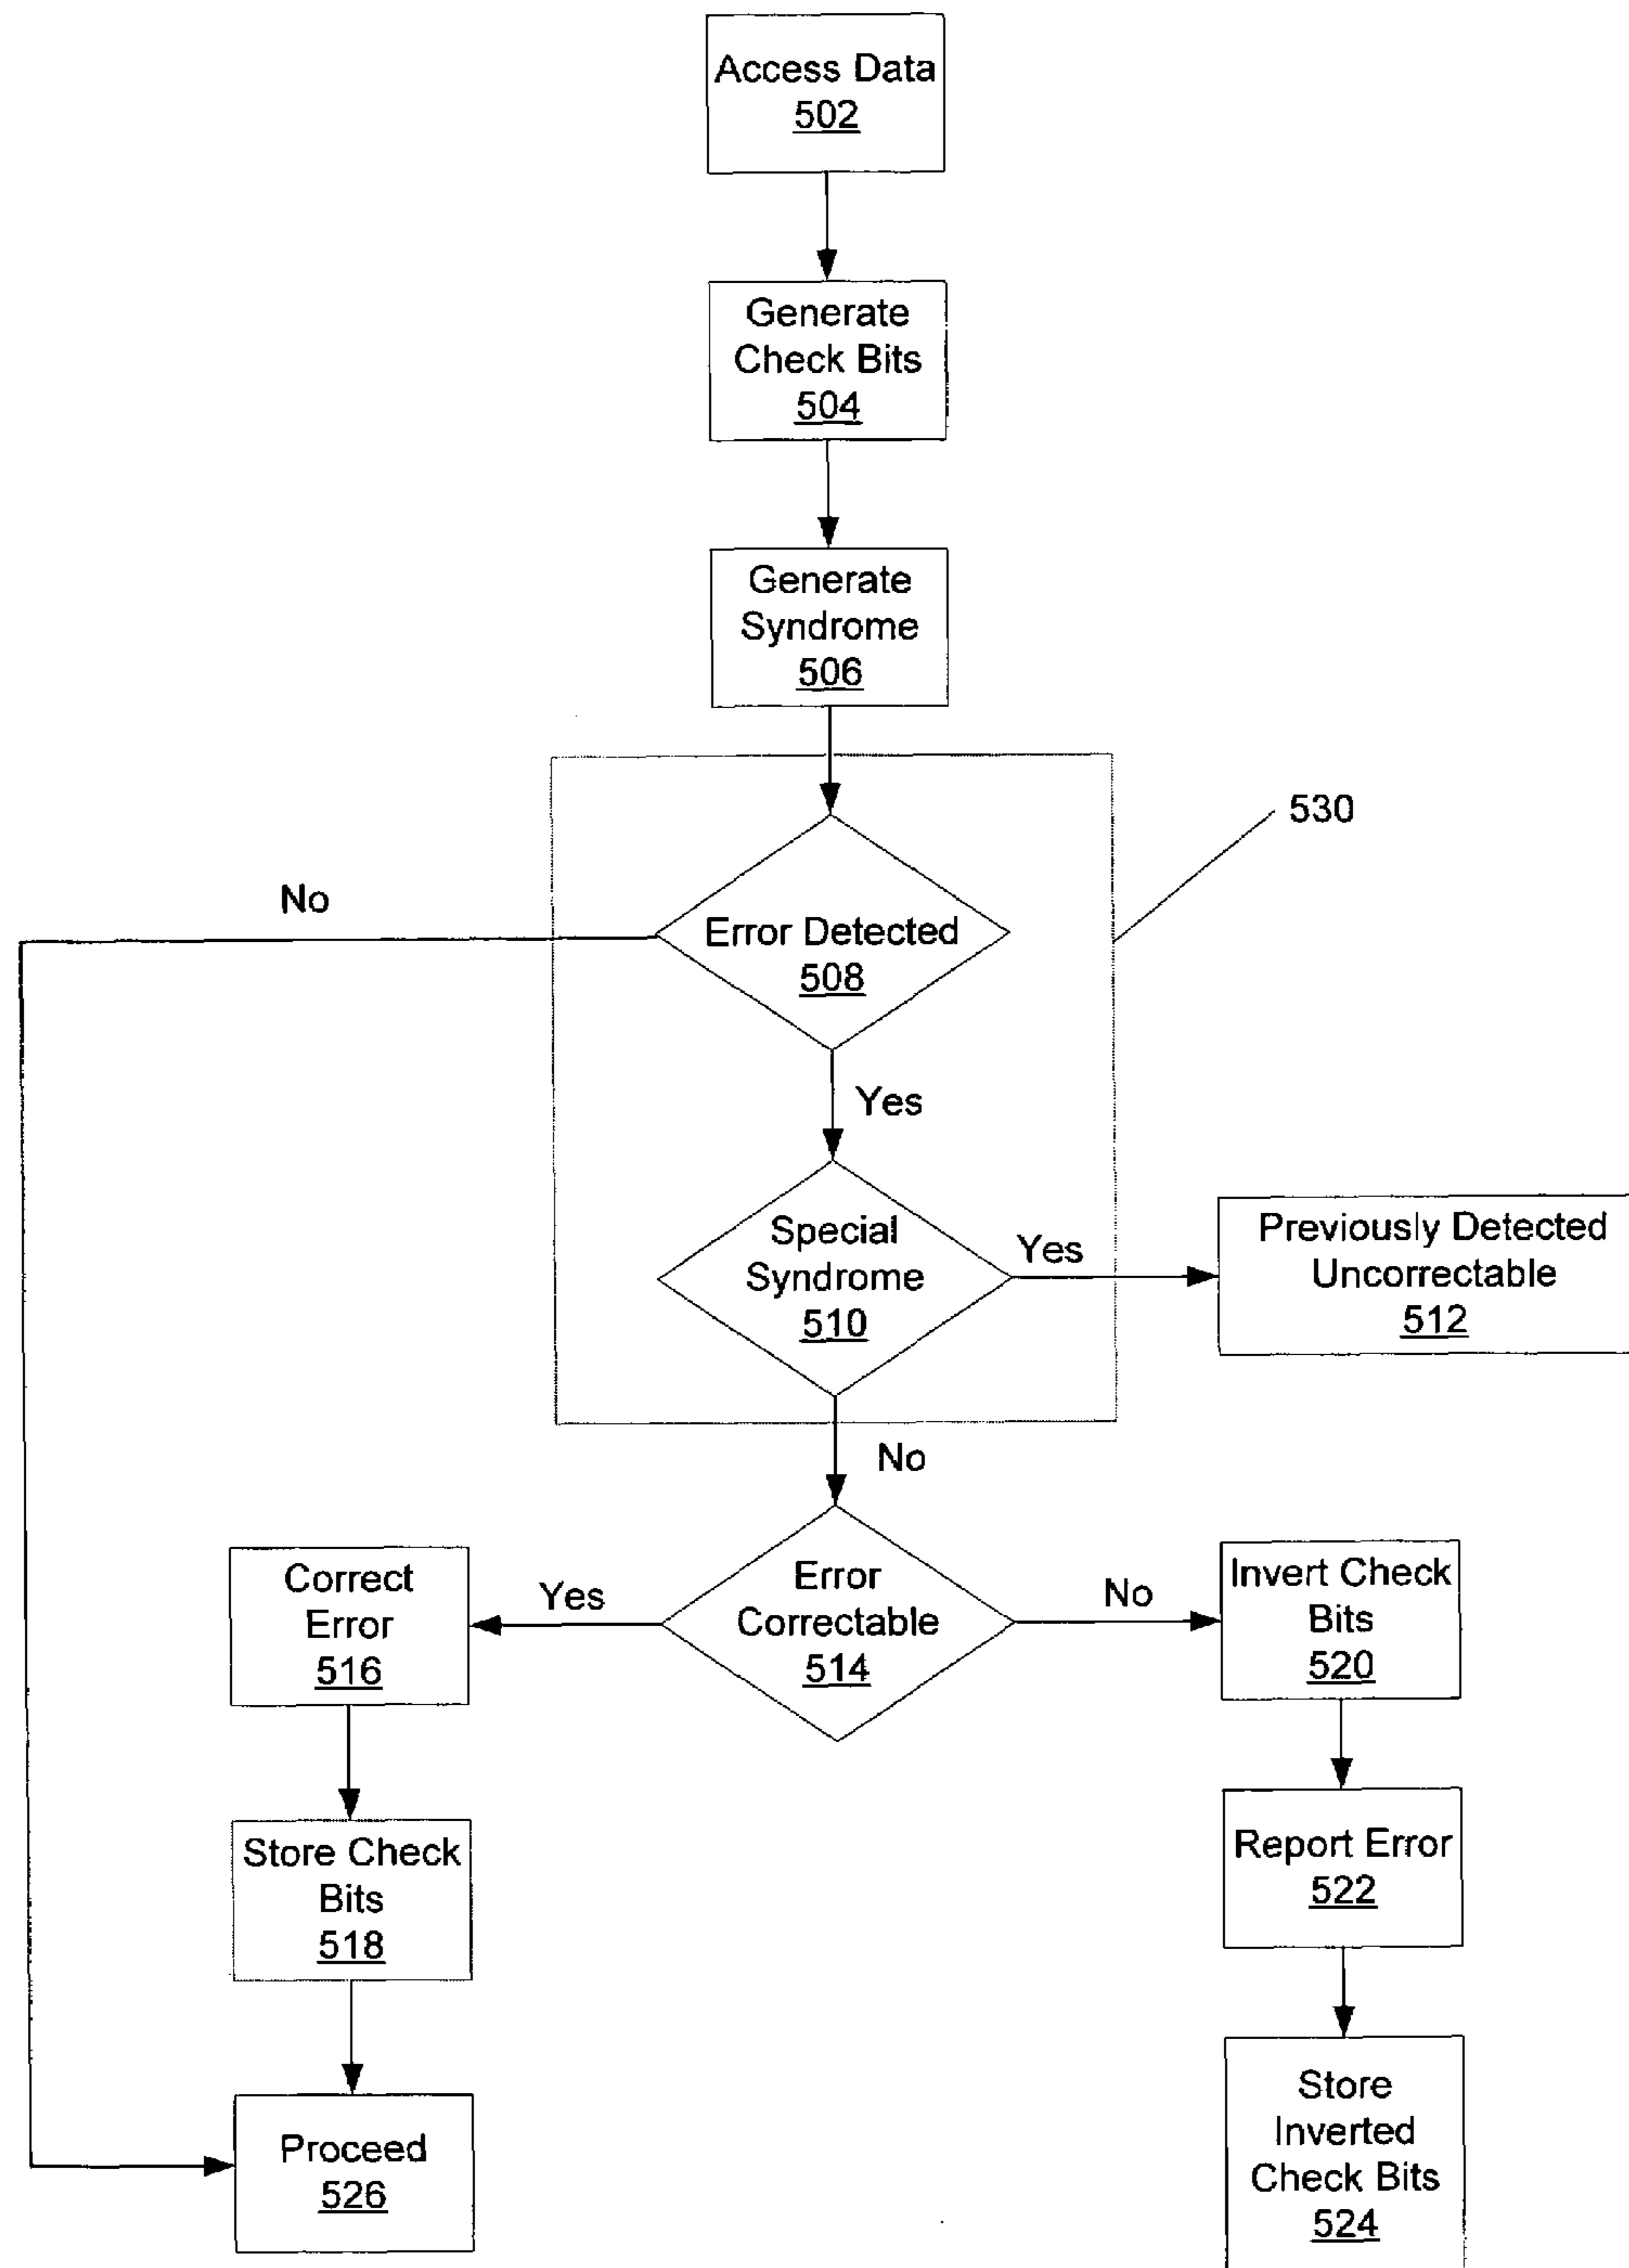 Access Data
502
Generate
Check Bits
504
Generate
Syndrome
506
530
No
Error Detected
508
Yes
Special
Syndrome
510
Yes
Previously Detected
Uncorrectable
512
No
Correct
Error
516
Yes
Error
Correctable
514
No
Invert Check
Bits
520
Store Check
Bits
518
Report Error
522
Proceed
526
Store
Inverted
Check Bits
524